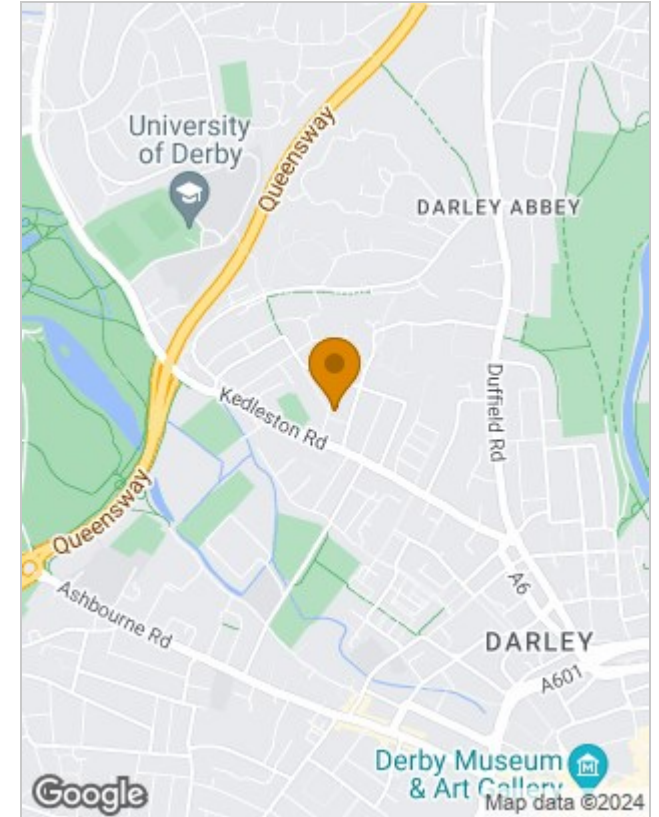 University
of Derby
Queensway
DARLEY ABBEY
Duffield Rd
Kedleston Rd
Queensway
Ashbourne Rd
A6
DARLEY
A601
Derby Museum
& Art Gallery
Google
Map data ©2024